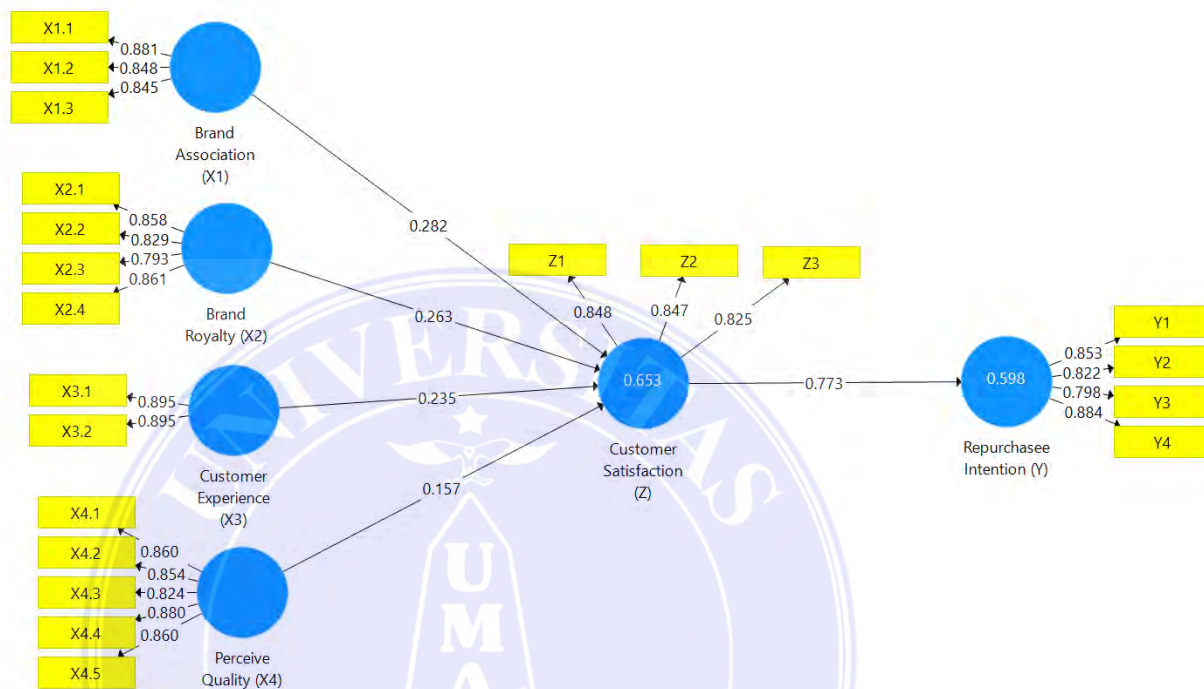 X1.1
0.881
X1.2
0.848
0.845
X1.3
Brand
Association
(X1)
X2.1
0.858
X2.2
0.829
X2.3
0.793
0.861
X2.4
Brand
Royalty (X2)
X3.1
0.895
0.895
X3.2
Customer
Experience
(X3)
X4.1
0.860
X4.2
0.854
X4.3
0.824
0.880
X4.4
0.860
X4.5
Perceive
Quality (X4)
0.282
0.263
0.235
0.157
Z1
Z2
Z3
0.848
0.847
0.825
0.653
Customer
Satisfaction
(Z)
0.773
0.598
Repurchasee
Intention (Y)
Y1
0.853
Y2
0.822
0.798
Y3
0.884
Y4
UNIVERSITAS
UMA